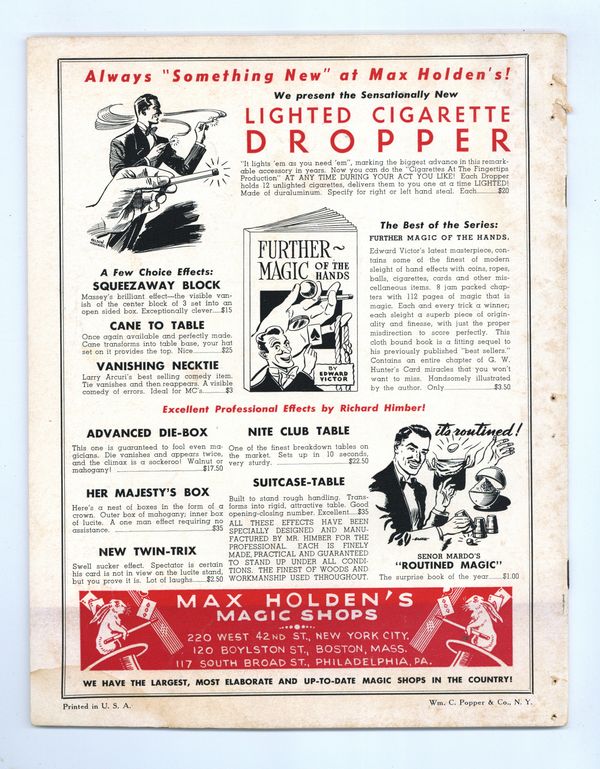 Always "Something New" at Max Holden's!
We present the Sensationally New
LIGHTED CIGARETTE
DROPPER
"It lights 'em as you need 'em", marking the biggest advance in this remark-
able accessory in years. Now you can do the "Cigarettes At The Fingertips
Production" AT ANY TIME DURING YOUR ACT YOU LIKE! Each Dropper
holds 12 unlighted cigarettes, delivers them to you one at a time LIGHTED!
Made of duraluminum. Specify for right or left hand steal. Each........$20
A Few Choice Effects:
SQUEEZAWAY BLOCK
Massey's brilliant effect—the visible van-
ish of the center block of 3 set into an
open sided box. Exceptionally clever....$15
CANE TO TABLE
Once again available and perfectly made.
Cane transforms into table base, your hat
set on it provides the top. Nice............$25
VANISHING NECKTIE
Larry Arcuri's best selling comedy item.
Tie vanishes and then reappears. A visible
comedy of errors. Ideal for MC's............$3
FURTHER~
MAGIC OF THE
HANDS
BY
EDWARD
VICTOR
The Best of the Series:
FURTHER MAGIC OF THE HANDS.
Edward Victor's latest masterpiece, con-
tains some of the finest of modern
sleight of hand effects with coins, ropes,
balls, cigarettes, cards and other mis-
cellaneous items. 8 jam packed chap-
ters with 112 pages of magic that is
magic. Each and every trick a winner;
each sleight a superb piece of origin-
ality and finesse, with just the proper
misdirection to score perfectly. This
cloth bound book is a fitting sequel to
his previously published "best sellers."
Contains an entire chapter of G. W.
Hunter's Card miracles that you won't
want to miss. Handsomely illustrated
by the author. Only................$3.50
Excellent Professional Effects by Richard Himber!
ADVANCED DIE-BOX
This one is guaranteed to fool even ma-
gicians. Die vanishes and appears twice,
and the climax is a sockeroo! Walnut or
mahogany! ................................$17.50
HER MAJESTY'S BOX
Here's a nest of boxes in the form of a
crown. Outer box of mahogany; inner box
of lucite. A one man effect requiring no
assistance. ................................$35
NEW TWIN-TRIX
Swell sucker effect. Spectator is certain
his card is not in view on the lucite stand,
but you prove it is. Lot of laughs......$2.50
NITE CLUB TABLE
One of the finest breakdown tables on
the market. Sets up in 10 seconds,
very sturdy. ................................$22.50
SUITCASE-TABLE
Built to stand rough handling. Trans-
forms into rigid, attractive table. Good
opening-closing number. Excellent....$35
ALL THESE EFFECTS HAVE BEEN
SPECIALLY DESIGNED AND MANU-
FACTURED BY MR. HIMBER FOR THE
PROFESSIONAL. EACH IS FINELY
MADE, PRACTICAL AND GUARANTEED
TO STAND UP UNDER ALL CONDI-
TIONS. THE FINEST OF WOODS AND
WORKMANSHIP USED THROUGHOUT.
it's routined!
SENOR MARDO'S
"ROUTINED MAGIC"
The surprise book of the year......$1.00
MAX HOLDEN'S
MAGIC SHOPS
220 WEST 42ND ST., NEW YORK CITY.
120 BOYLSTON ST., BOSTON, MASS.
117 SOUTH BROAD ST., PHILADELPHIA, PA.
WE HAVE THE LARGEST, MOST ELABORATE AND UP-TO-DATE MAGIC SHOPS IN THE COUNTRY!
Printed in U. S. A.
Wm. C. Popper & Co., N. Y.